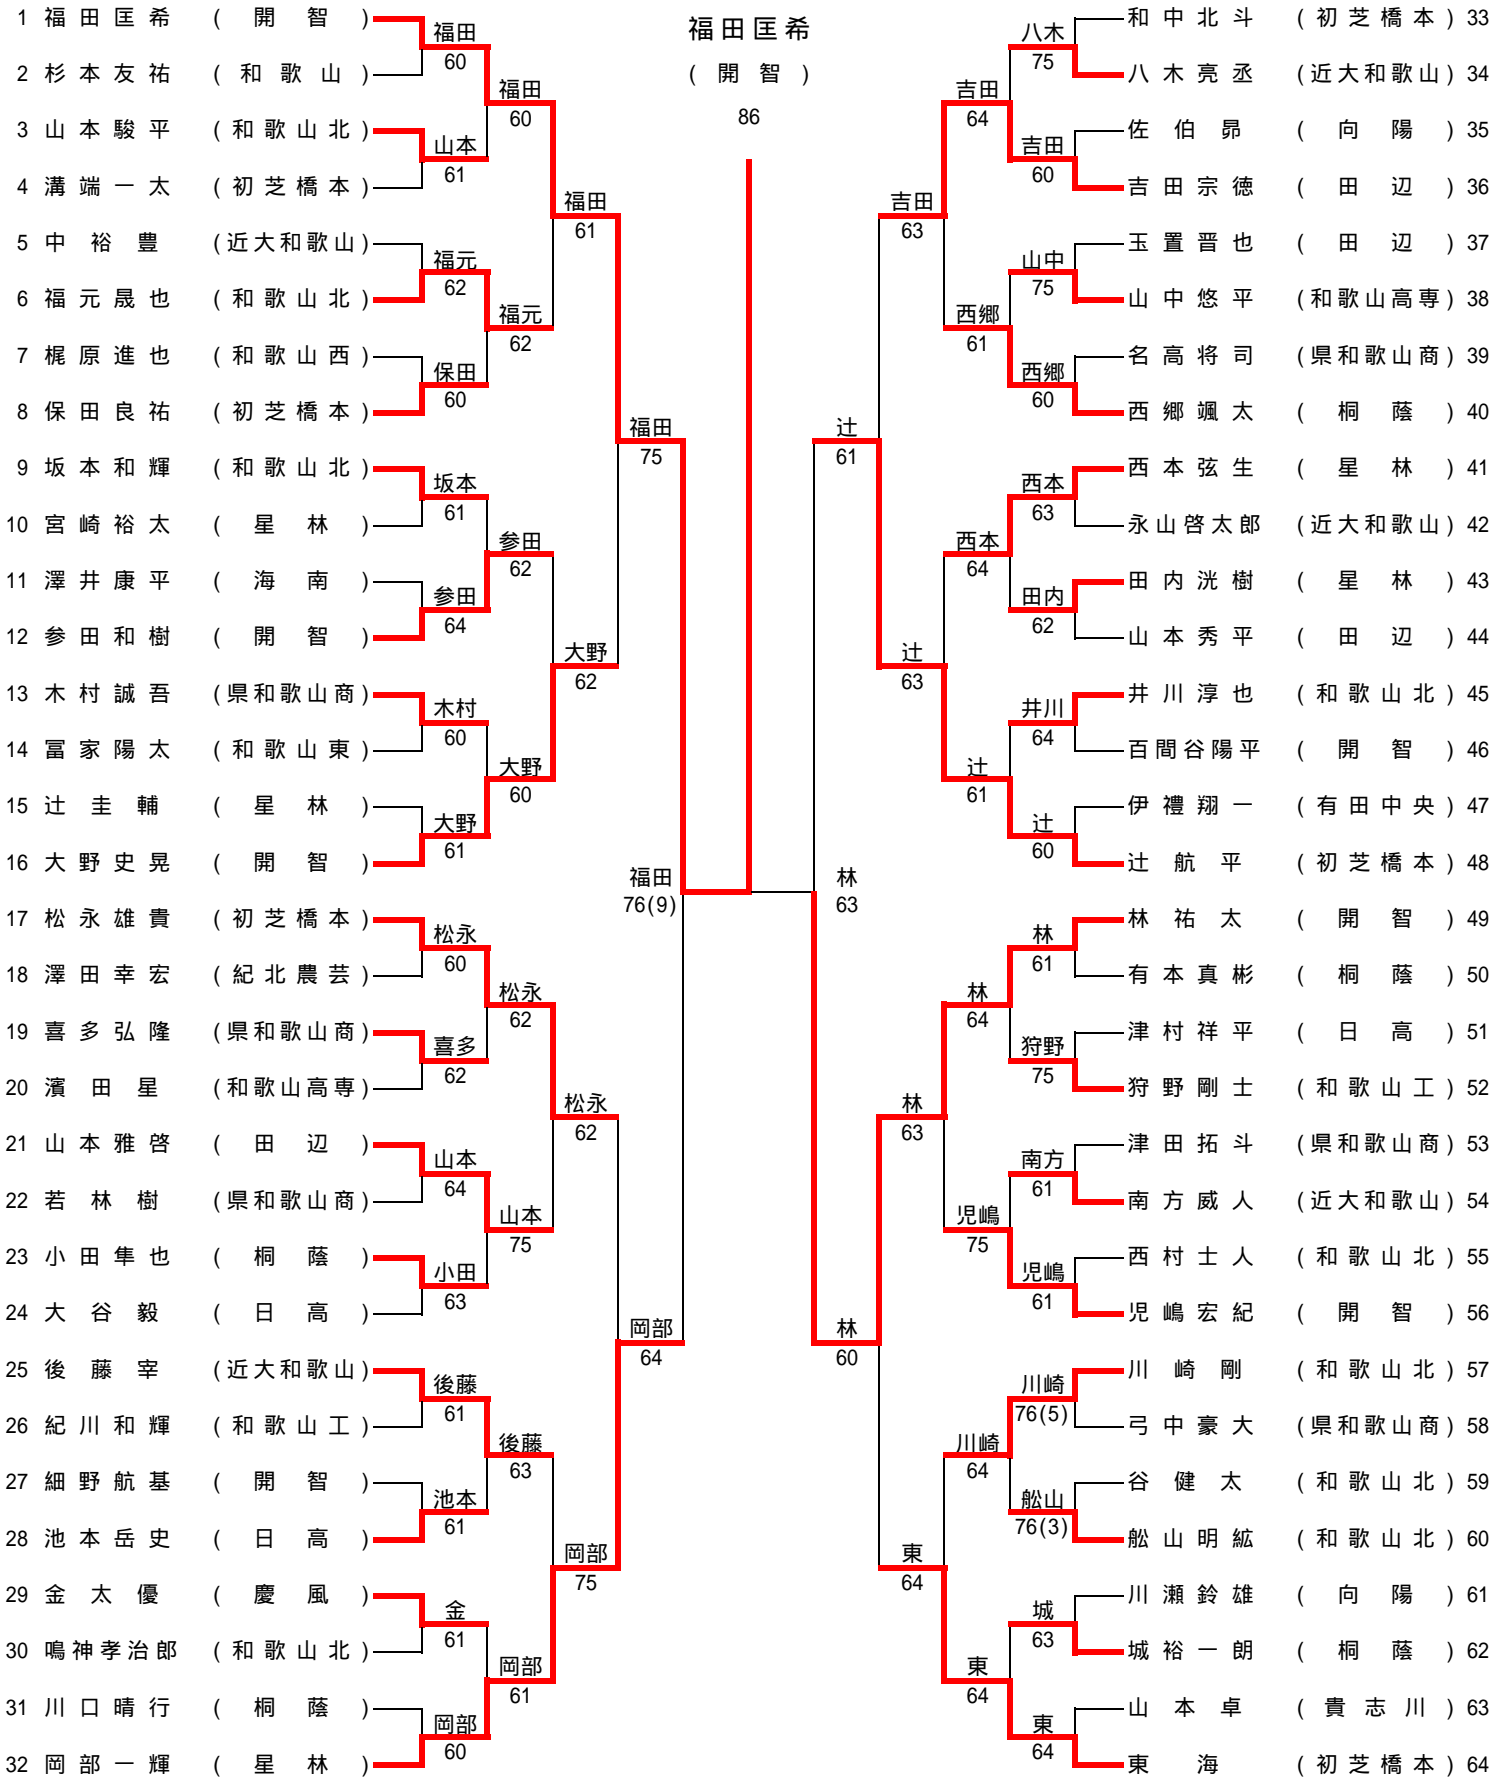 福田匡希
(開智)
86
1 福田匡希 (開智)
2 杉本友祐 (和歌山)
3 山本駿平 (和歌山北)
4 溝端一太 (初芝橋本)
5 中裕豊 (近大和歌山)
6 福元晟也 (和歌山北)
7 梶原進也 (和歌山西)
8 保田良祐 (初芝橋本)
9 坂本和輝 (和歌山北)
10 宮崎裕太 (星林)
11 澤井康平 (海南)
12 参田和樹 (開智)
13 木村誠吾 (県和歌山商)
14 冨家陽太 (和歌山東)
15 辻圭輔 (星林)
16 大野史晃 (開智)
17 松永雄貴 (初芝橋本)
18 澤田幸宏 (紀北農芸)
19 喜多弘隆 (県和歌山商)
20 濱田星 (和歌山高専)
21 山本雅啓 (田辺)
22 若林樹 (県和歌山商)
23 小田隼也 (桐蔭)
24 大谷毅 (日高)
25 後藤宰 (近大和歌山)
26 紀川和輝 (和歌山工)
27 細野航基 (開智)
28 池本岳史 (日高)
29 金太優 (慶風)
30 鳴神孝治郎 (和歌山北)
31 川口晴行 (桐蔭)
32 岡部一輝 (星林)
福田
60
山本
61
福元
62
保田
60
坂本
61
参田
64
木村
60
大野
61
松永
60
喜多
62
山本
64
小田
63
後藤
61
池本
61
金
61
岡部
60
福田
60
福元
62
参田
62
大野
60
松永
62
山本
75
後藤
63
岡部
61
福田
61
大野
62
松永
62
岡部
75
福田
75
岡部
64
福田
76(9)
林
63
辻
61
林
60
吉田
63
辻
63
林
63
東
64
吉田
64
西郷
61
西本
64
辻
61
林
64
児嶋
75
川崎
64
東
64
八木
75
吉田
60
山中
75
西郷
60
西本
63
田内
62
井川
64
辻
60
林
61
狩野
75
南方
61
児嶋
61
川崎
76(5)
舩山
76(3)
城
63
東
64
和中北斗 (初芝橋本) 33
八木亮丞 (近大和歌山) 34
佐伯昴 (向陽) 35
吉田宗徳 (田辺) 36
玉置晋也 (田辺) 37
山中悠平 (和歌山高専) 38
名高将司 (県和歌山商) 39
西郷颯太 (桐蔭) 40
西本弦生 (星林) 41
永山啓太郎 (近大和歌山) 42
田内洸樹 (星林) 43
山本秀平 (田辺) 44
井川淳也 (和歌山北) 45
百間谷陽平 (開智) 46
伊禮翔一 (有田中央) 47
辻航平 (初芝橋本) 48
林祐太 (開智) 49
有本真彬 (桐蔭) 50
津村祥平 (日高) 51
狩野剛士 (和歌山工) 52
津田拓斗 (県和歌山商) 53
南方威人 (近大和歌山) 54
西村士人 (和歌山北) 55
児嶋宏紀 (開智) 56
川崎剛 (和歌山北) 57
弓中豪大 (県和歌山商) 58
谷健太 (和歌山北) 59
舩山明紘 (和歌山北) 60
川瀬鈴雄 (向陽) 61
城裕一朗 (桐蔭) 62
山本卓 (貴志川) 63
東海 (初芝橋本) 64